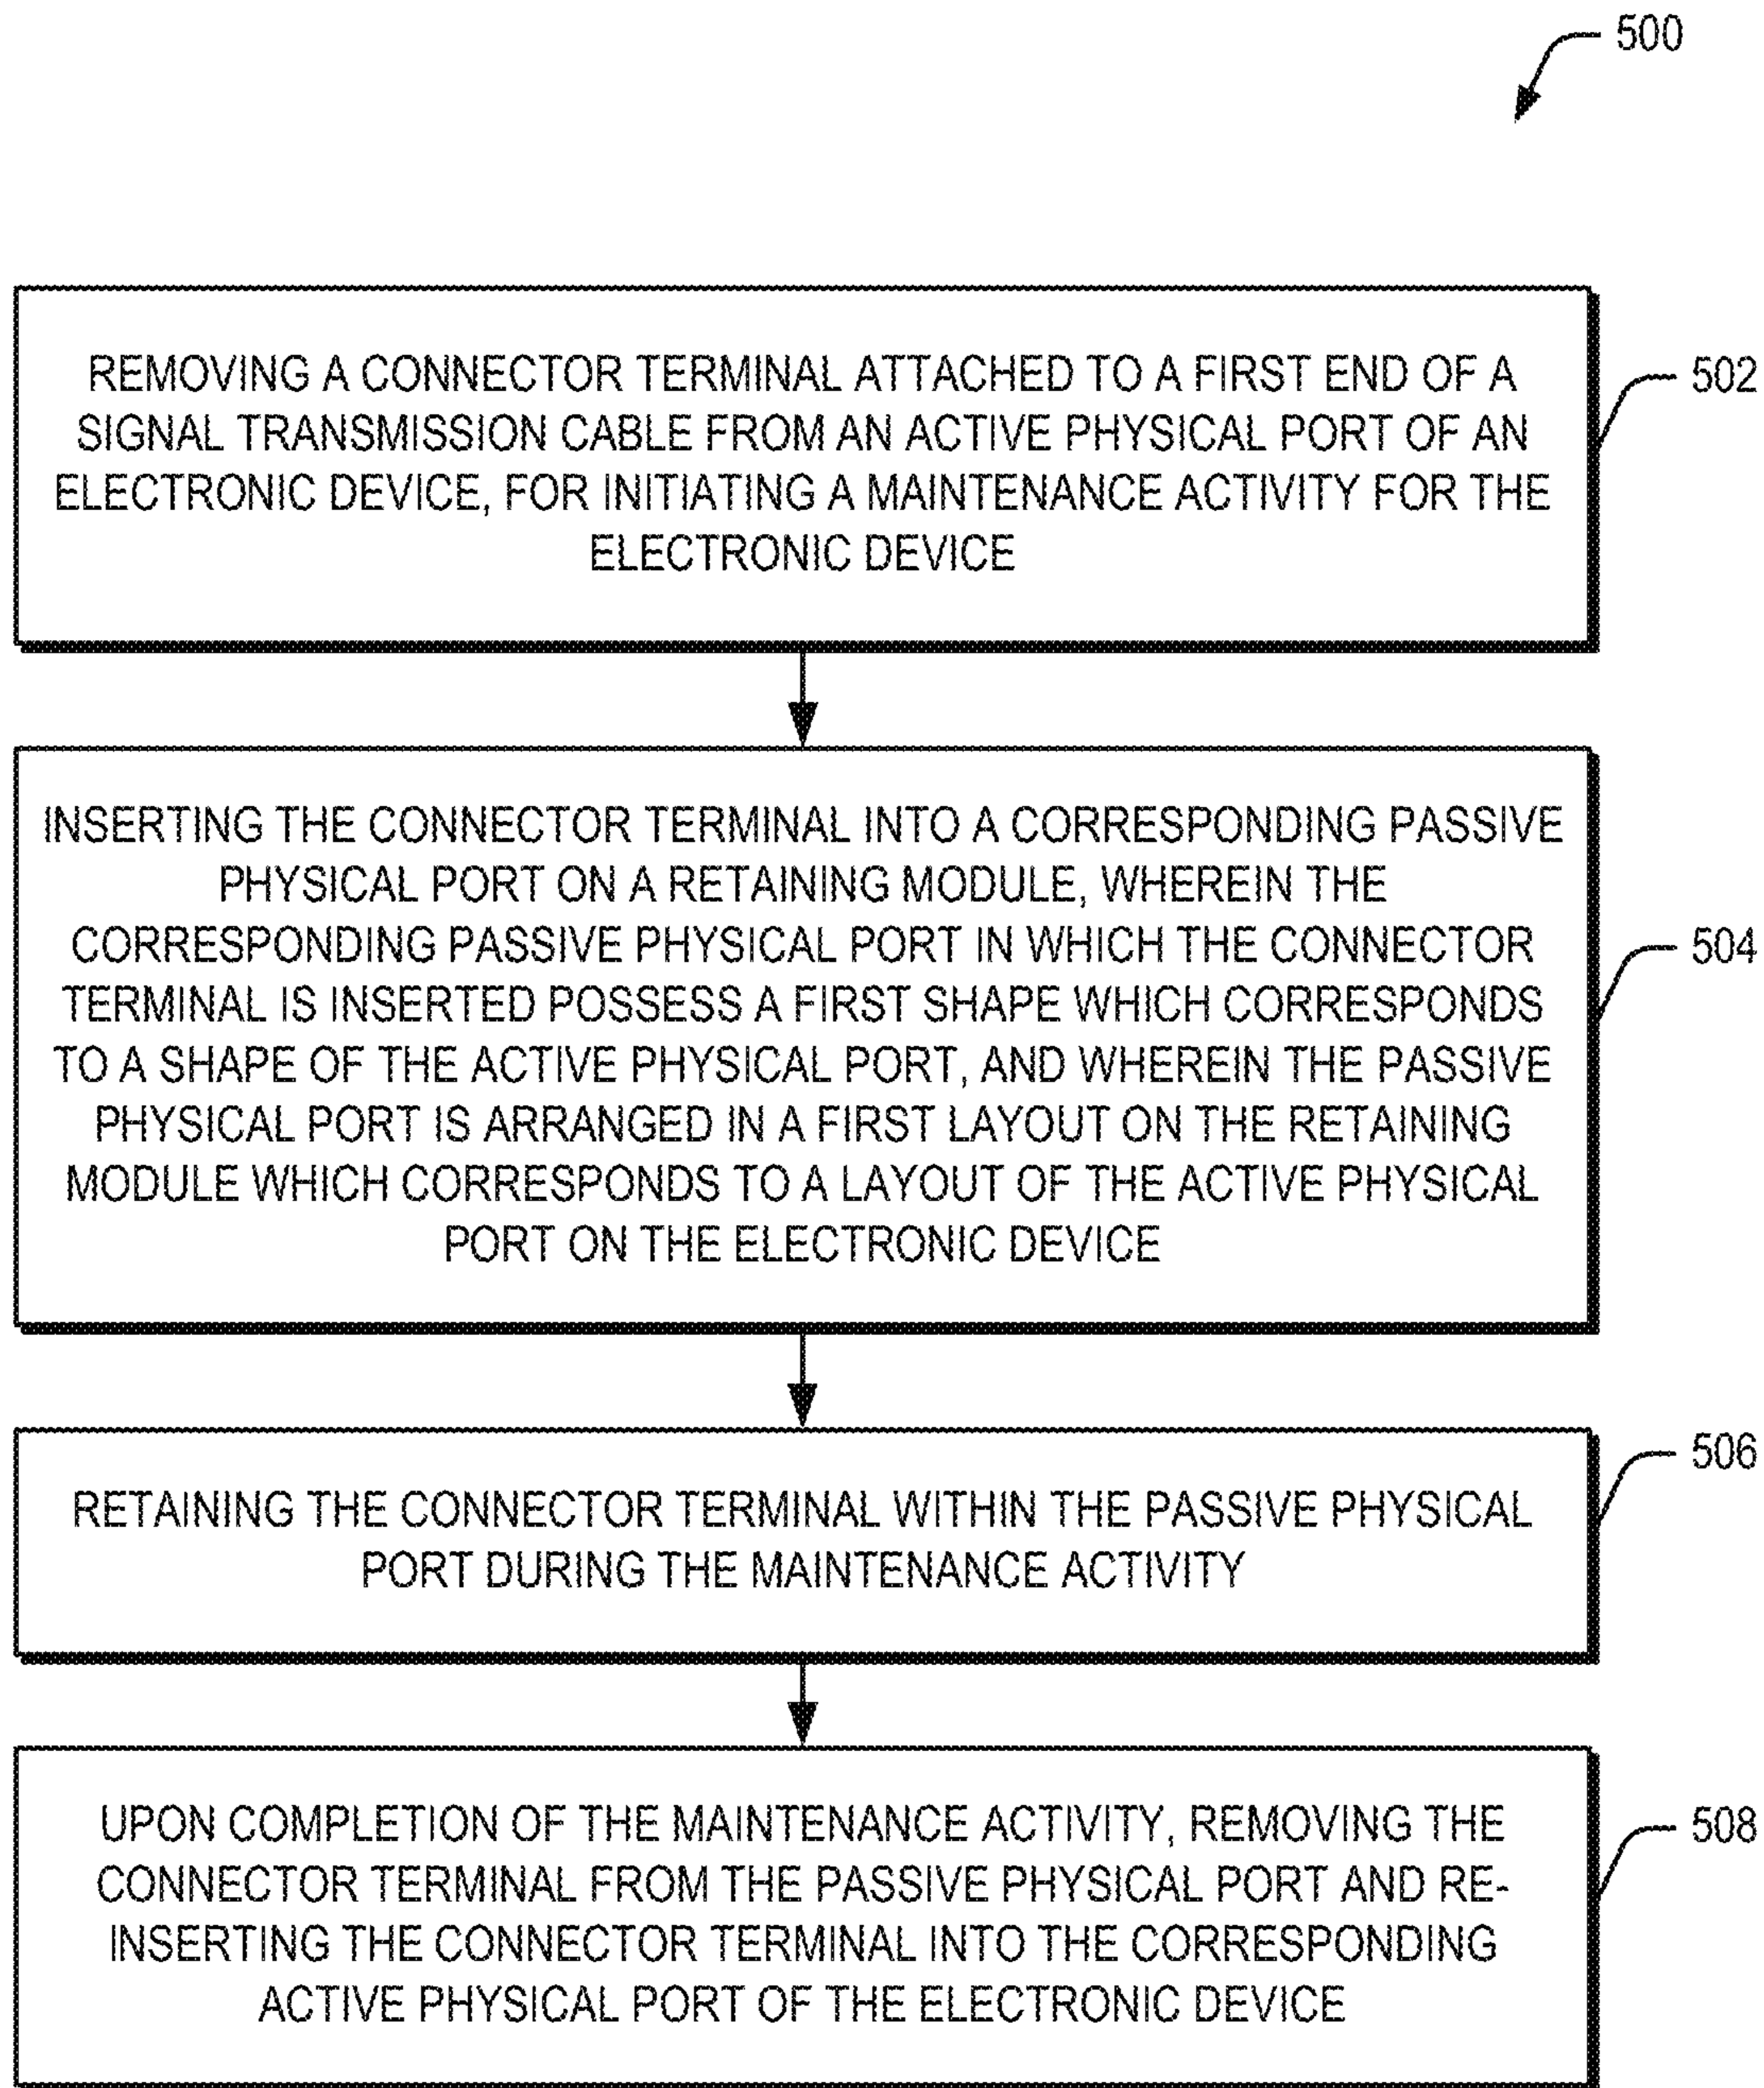 500
REMOVING A CONNECTOR TERMINAL ATTACHED TO A FIRST END OF A
SIGNAL TRANSMISSION CABLE FROM AN ACTIVE PHYSICAL PORT OF AN
ELECTRONIC DEVICE, FOR INITIATING A MAINTENANCE ACTIVITY FOR THE
ELECTRONIC DEVICE
502
INSERTING THE CONNECTOR TERMINAL INTO A CORRESPONDING PASSIVE
PHYSICAL PORT ON A RETAINING MODULE, WHEREIN THE
CORRESPONDING PASSIVE PHYSICAL PORT IN WHICH THE CONNECTOR
TERMINAL IS INSERTED POSSESS A FIRST SHAPE WHICH CORRESPONDS
TO A SHAPE OF THE ACTIVE PHYSICAL PORT, AND WHEREIN THE PASSIVE
PHYSICAL PORT IS ARRANGED IN A FIRST LAYOUT ON THE RETAINING
MODULE WHICH CORRESPONDS TO A LAYOUT OF THE ACTIVE PHYSICAL
PORT ON THE ELECTRONIC DEVICE
504
RETAINING THE CONNECTOR TERMINAL WITHIN THE PASSIVE PHYSICAL
PORT DURING THE MAINTENANCE ACTIVITY
506
UPON COMPLETION OF THE MAINTENANCE ACTIVITY, REMOVING THE
CONNECTOR TERMINAL FROM THE PASSIVE PHYSICAL PORT AND RE-
INSERTING THE CONNECTOR TERMINAL INTO THE CORRESPONDING
ACTIVE PHYSICAL PORT OF THE ELECTRONIC DEVICE
508